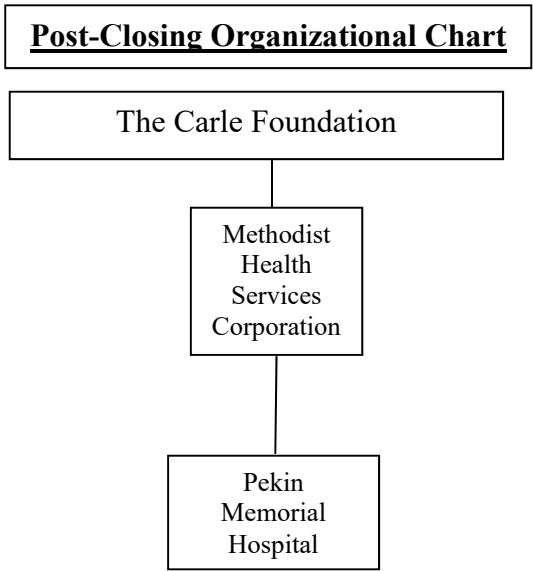 Post-Closing Organizational Chart
The Carle Foundation
Methodist
Health
Services
Corporation
Pekin
Memorial
Hospital